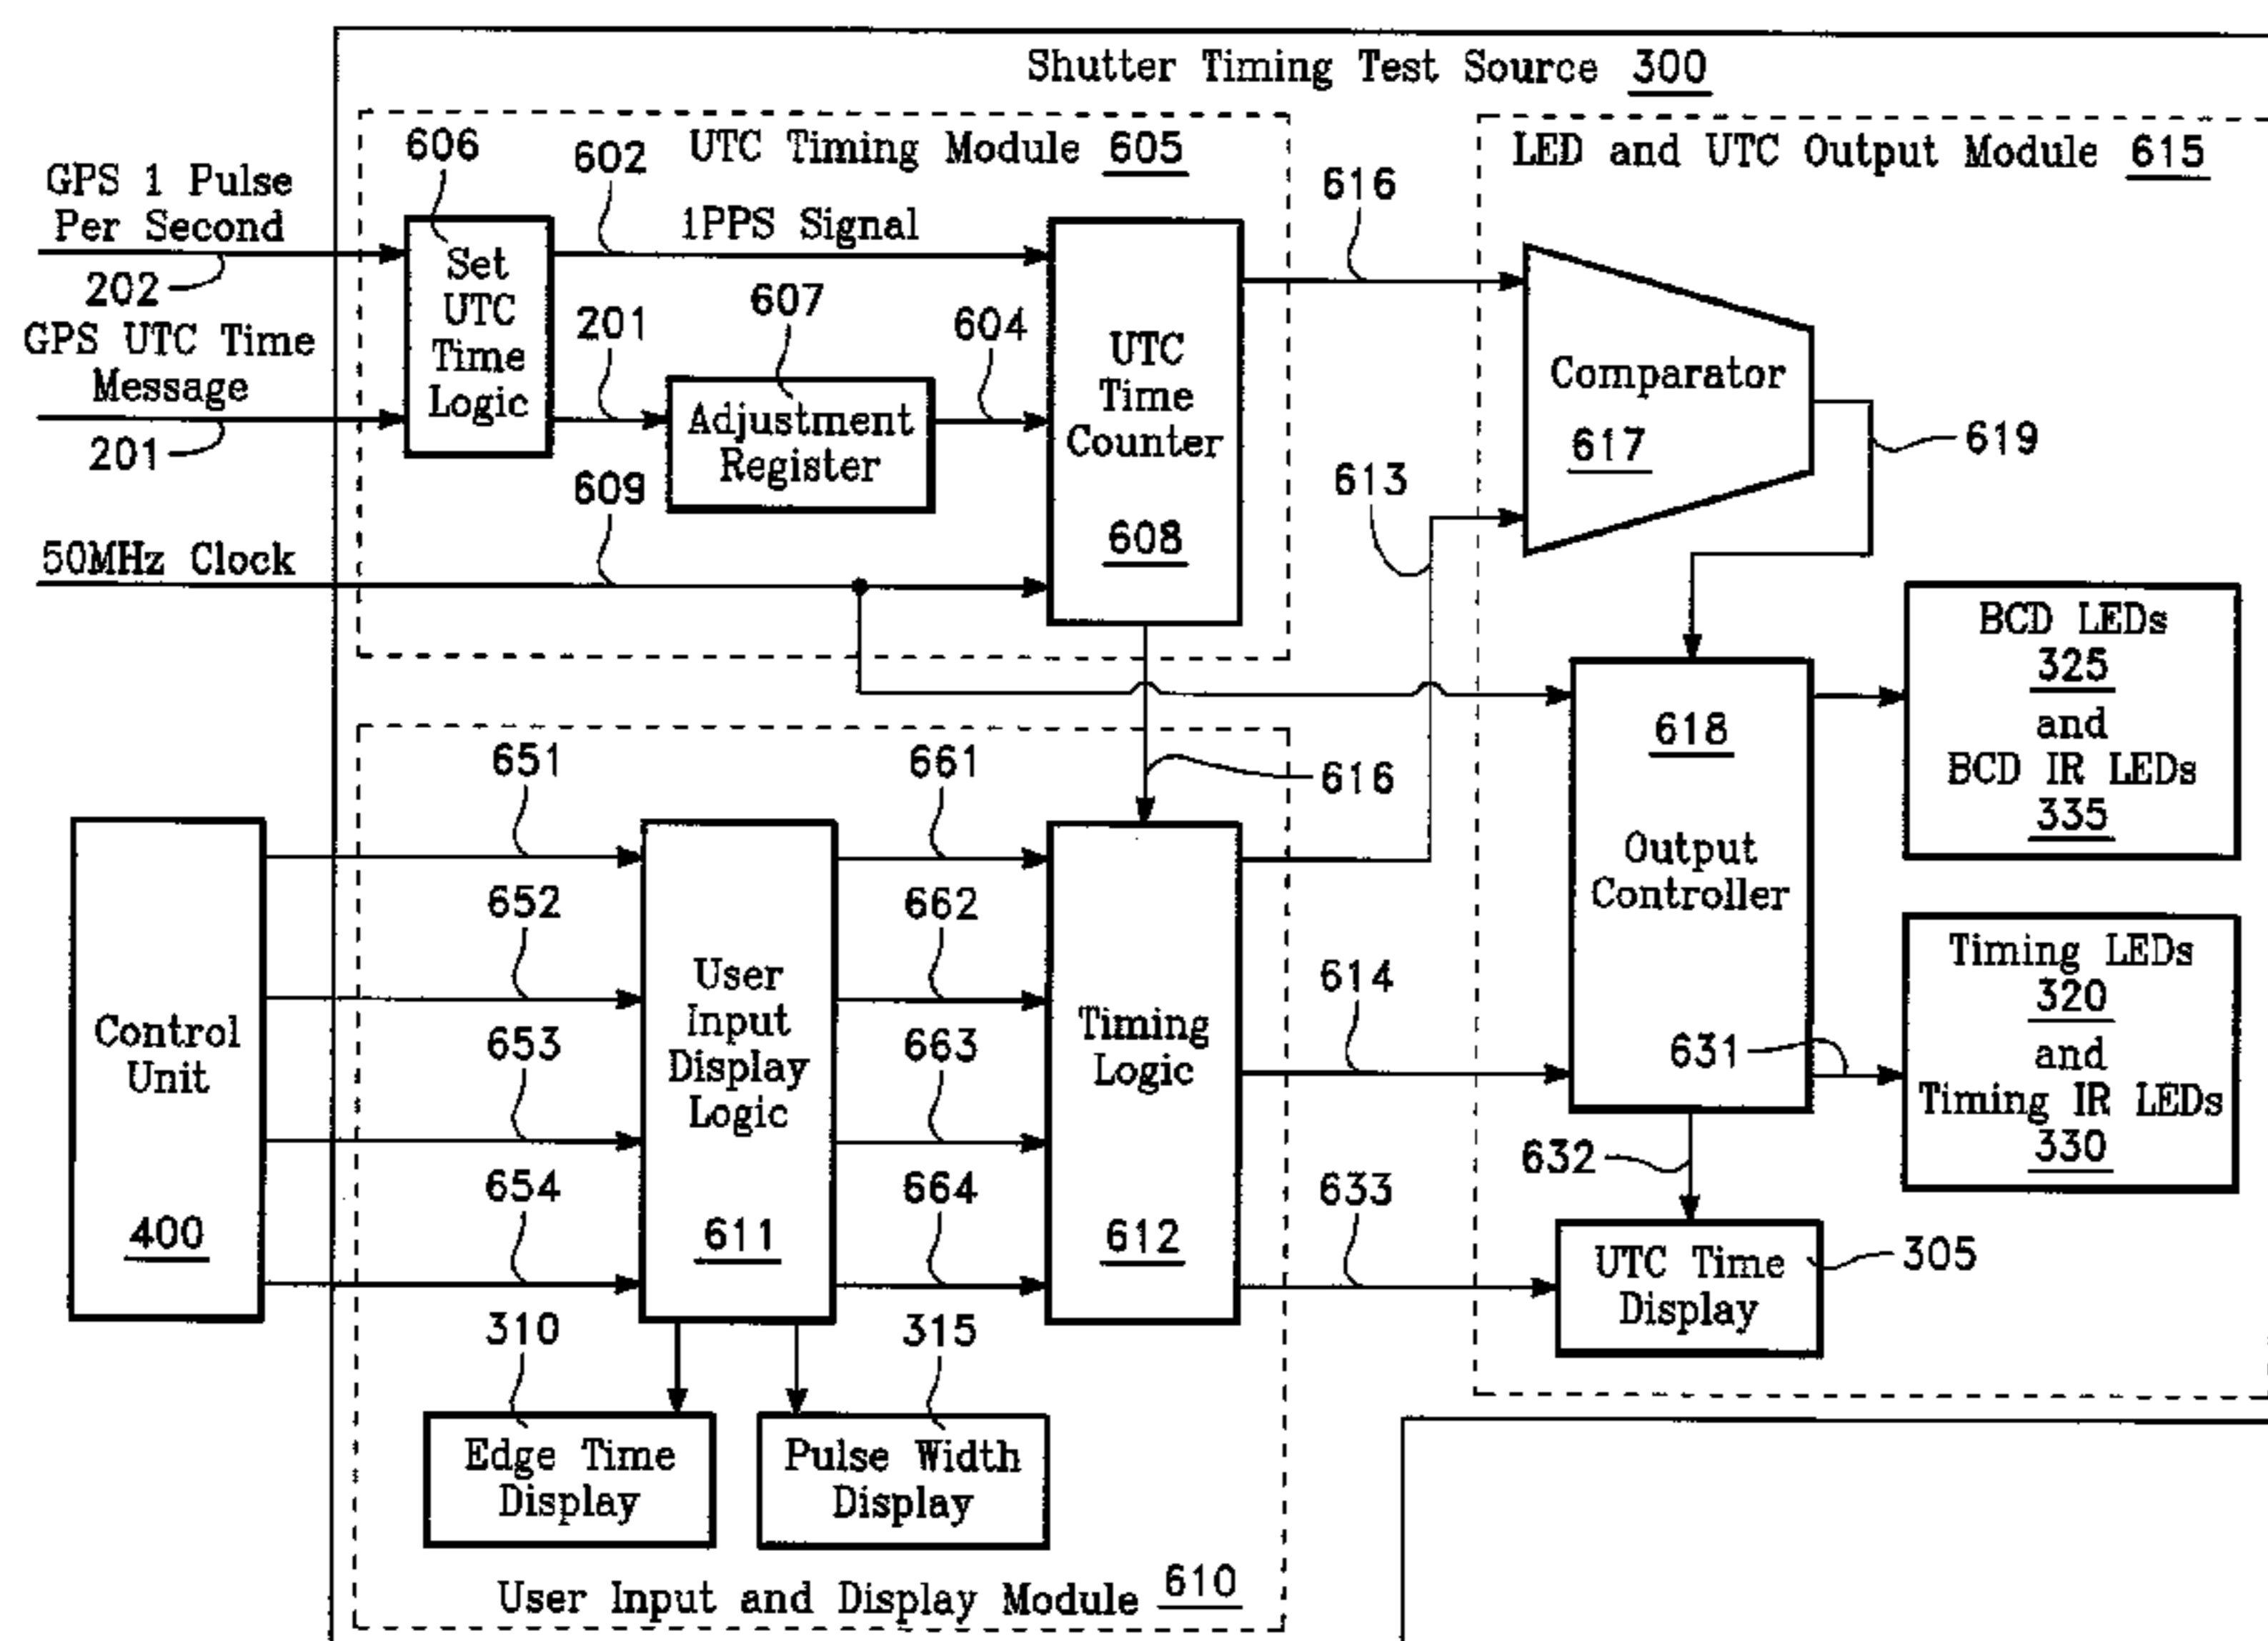 Shutter Timing Test Source 300
UTC Timing Module 605
LED and UTC Output Module 615
GPS 1 Pulse
Per Second
202
GPS UTC Time
Message
201
50MHz Clock
606
Set
UTC
Time
Logic
602
1PPS Signal
201
607
Adjustment
Register
604
609
UTC
Time
Counter
608
616
613
Comparator
617
619
618
Output
Controller
BCD LEDs
325
and
BCD IR LEDs
335
Timing LEDs
320
and
Timing IR LEDs
330
631
632
UTC Time
Display
305
Control
Unit
400
651
652
653
654
User
Input
Display
Logic
611
661
662
663
664
616
Timing
Logic
612
614
633
310
Edge Time
Display
315
Pulse Width
Display
User Input and Display Module 610